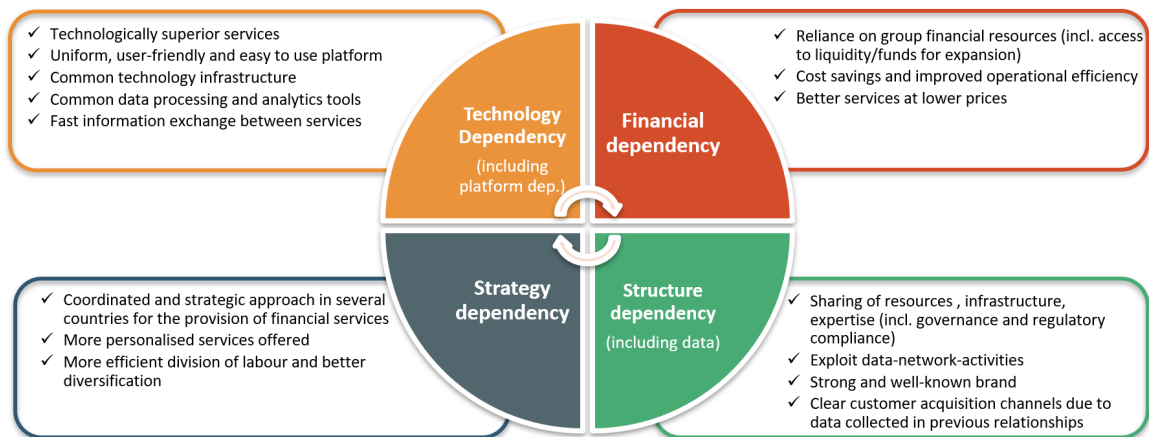 ✓ Technologically superior services
✓ Uniform, user-friendly and easy to use platform
✓ Common technology infrastructure
✓ Common data processing and analytics tools
✓ Fast information exchange between services
Technology
Dependency
(including
platform dep.)
Financial
dependency
✓ Reliance on group financial resources (incl. access
to liquidity/funds for expansion)
✓ Cost savings and improved operational efficiency
✓ Better services at lower prices
✓ Coordinated and strategic approach in several
countries for the provision of financial services
✓ More personalised services offered
✓ More efficient division of labour and better
diversification
Strategy
dependency
Structure
dependency
(including data)
✓ Sharing of resources , infrastructure,
expertise (incl. governance and regulatory
compliance)
✓ Exploit data-network-activities
✓ Strong and well-known brand
✓ Clear customer acquisition channels due to
data collected in previous relationships